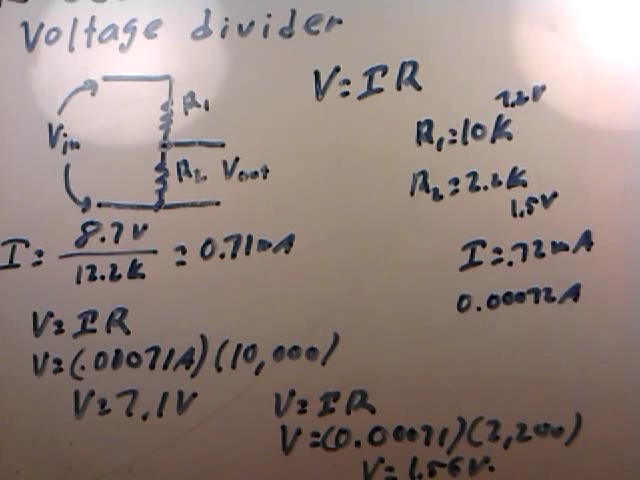 Voltage divider
Vin
R1
R2 Vout
V=IR
7.2V
R1=10K
R2=2.2K
1.5V
I=.72mA
0.00072A
I= 8.7V / 12.2K = 0.71mA
V=IR
V=(.00071A)(10,000)
V=7.1V
V=IR
V=(0.00071)(2,200)
V=1.56V.